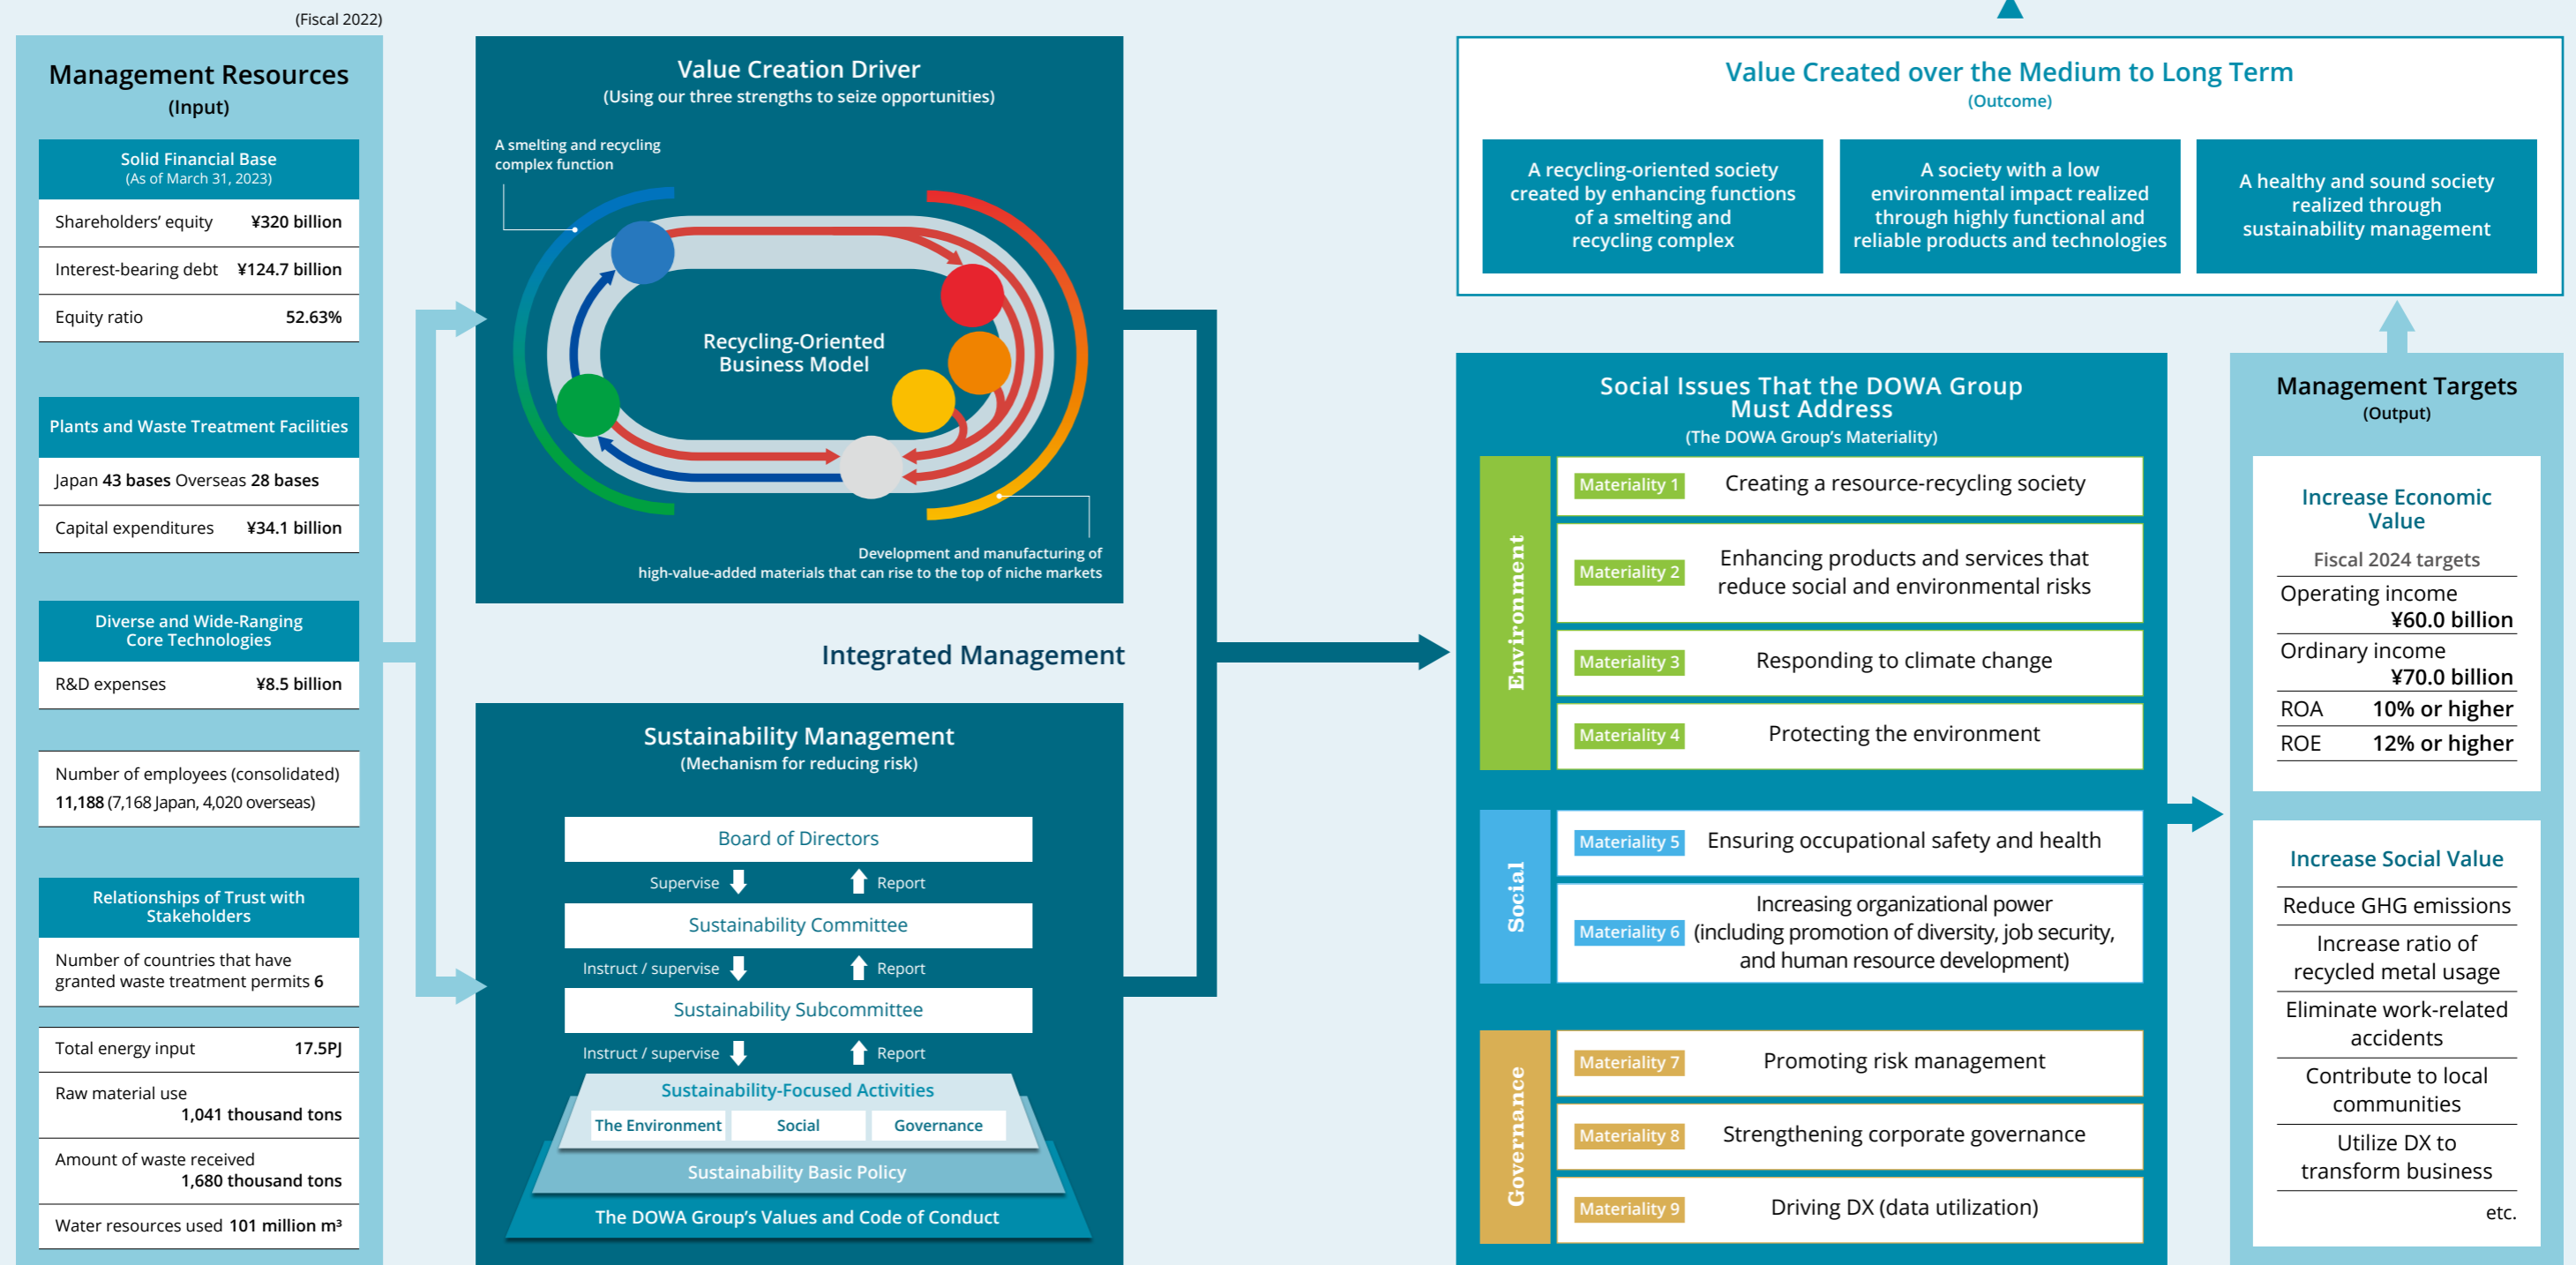 (Fiscal 2022)
Management Resources
(Input)
Solid Financial Base
(As of March 31, 2023)
Shareholders' equity ¥320 billion
Interest-bearing debt ¥124.7 billion
Equity ratio 52.63%
Plants and Waste Treatment Facilities
Japan 43 bases Overseas 28 bases
Capital expenditures ¥34.1 billion
Diverse and Wide-Ranging
Core Technologies
R&D expenses ¥8.5 billion
Number of employees (consolidated)
11,188 (7,168 Japan, 4,020 overseas)
Relationships of Trust with
Stakeholders
Number of countries that have
granted waste treatment permits 6
Total energy input 17.5PJ
Raw material use
1,041 thousand tons
Amount of waste received
1,680 thousand tons
Water resources used 101 million m³
Value Creation Driver
(Using our three strengths to seize opportunities)
A smelting and recycling
complex function
Recycling-Oriented
Business Model
Development and manufacturing of
high-value-added materials that can rise to the top of niche markets
Integrated Management
Sustainability Management
(Mechanism for reducing risk)
Board of Directors
Supervise Report
Sustainability Committee
Instruct / supervise Report
Sustainability Subcommittee
Instruct / supervise Report
Sustainability-Focused Activities
The Environment Social Governance
Sustainability Basic Policy
The DOWA Group's Values and Code of Conduct
Value Created over the Medium to Long Term
(Outcome)
A recycling-oriented society
created by enhancing functions
of a smelting and
recycling complex
A society with a low
environmental impact realized
through highly functional and
reliable products and technologies
A healthy and sound society
realized through
sustainability management
Social Issues That the DOWA Group
Must Address
(The DOWA Group's Materiality)
Environment
Materiality 1 Creating a resource-recycling society
Materiality 2 Enhancing products and services that
reduce social and environmental risks
Materiality 3 Responding to climate change
Materiality 4 Protecting the environment
Social
Materiality 5 Ensuring occupational safety and health
Materiality 6 Increasing organizational power
(including promotion of diversity, job security,
and human resource development)
Governance
Materiality 7 Promoting risk management
Materiality 8 Strengthening corporate governance
Materiality 9 Driving DX (data utilization)
Management Targets
(Output)
Increase Economic
Value
Fiscal 2024 targets
Operating income
¥60.0 billion
Ordinary income
¥70.0 billion
ROA 10% or higher
ROE 12% or higher
Increase Social Value
Reduce GHG emissions
Increase ratio of
recycled metal usage
Eliminate work-related
accidents
Contribute to local
communities
Utilize DX to
transform business
etc.